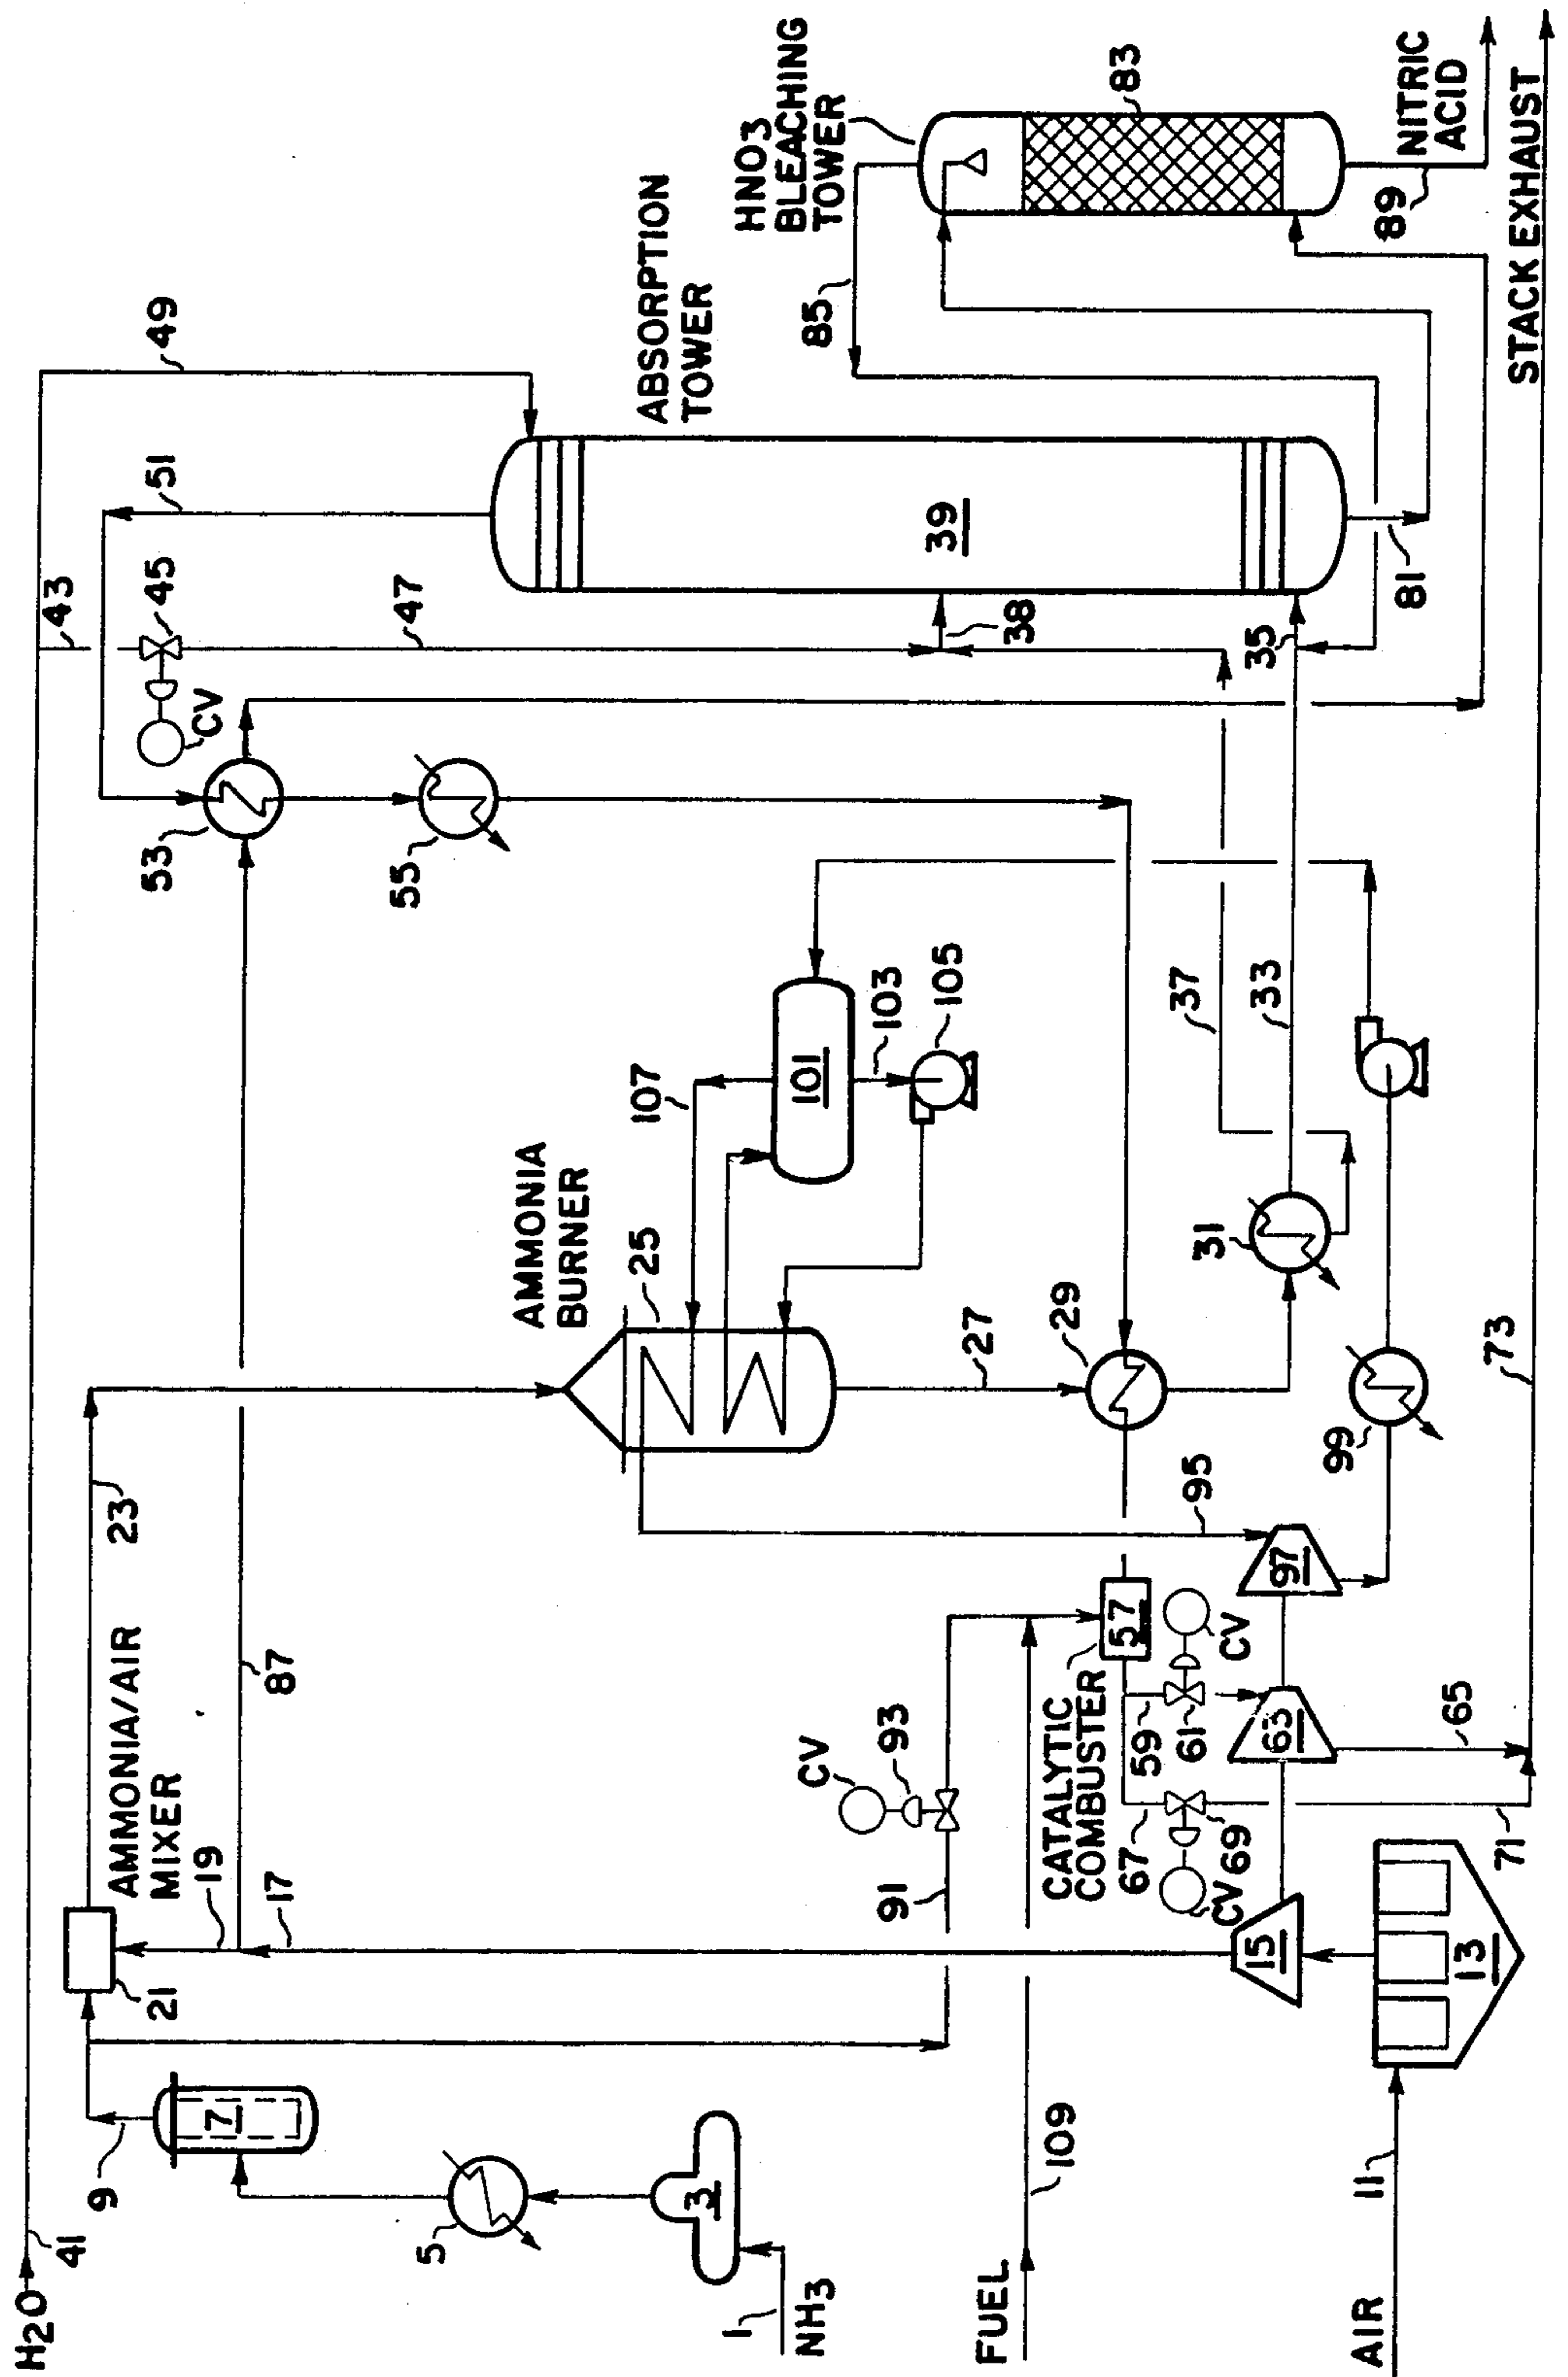 H2O
41
43
9
23
51
49
AMMONIA/AIR
MIXER
21
45
53
CV
19
7
17
87
47
55
5
AMMONIA
BURNER
25
107
ABSORPTION
TOWER
3
1
NH3
HNO3
BLEACHING
TOWER
101
85
CV
93
91
103
105
39
27
FUEL
38
109
CATALYTIC
COMBUSTER
29
83
57
67
59
37
61
95
31
CV
CV
69
15
35
33
63
97
99
AIR
11
89
81
NITRIC
ACID
65
13
73
71
STACK EXHAUST